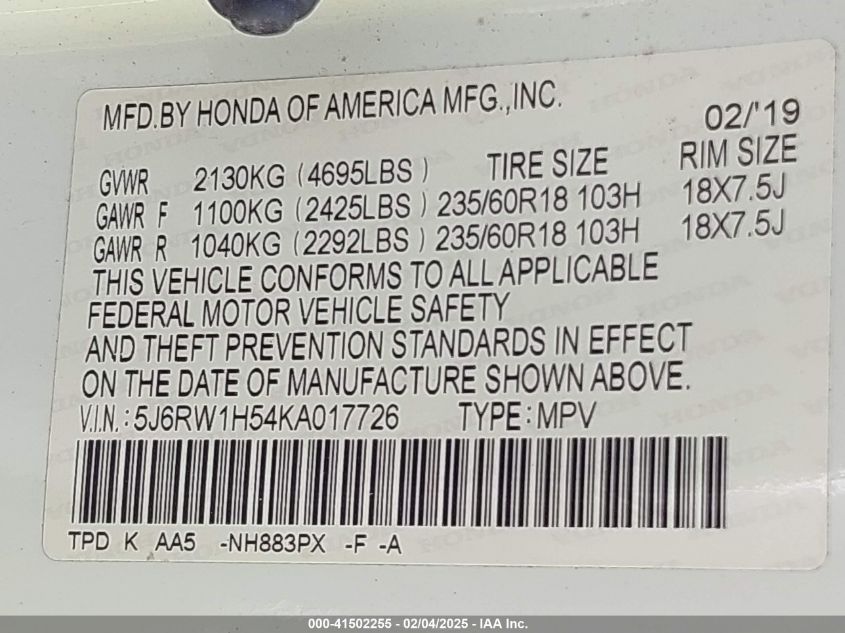 MFD.BY HONDA OF AMERICA MFG.,INC.
02/'19
GVWR 2130KG (4695LBS) TIRE SIZE RIM SIZE
GAWR F 1100KG (2425LBS) 235/60R18 103H 18X7.5J
GAWR R 1040KG (2292LBS) 235/60R18 103H 18X7.5J
THIS VEHICLE CONFORMS TO ALL APPLICABLE
FEDERAL MOTOR VEHICLE SAFETY
AND THEFT PREVENTION STANDARDS IN EFFECT
ON THE DATE OF MANUFACTURE SHOWN ABOVE.
V.I.N.: 5J6RW1H54KA017726 TYPE: MPV
TPD K AA5 -NH883PX -F -A
000-41502255 - 02/04/2025 - IAA Inc.